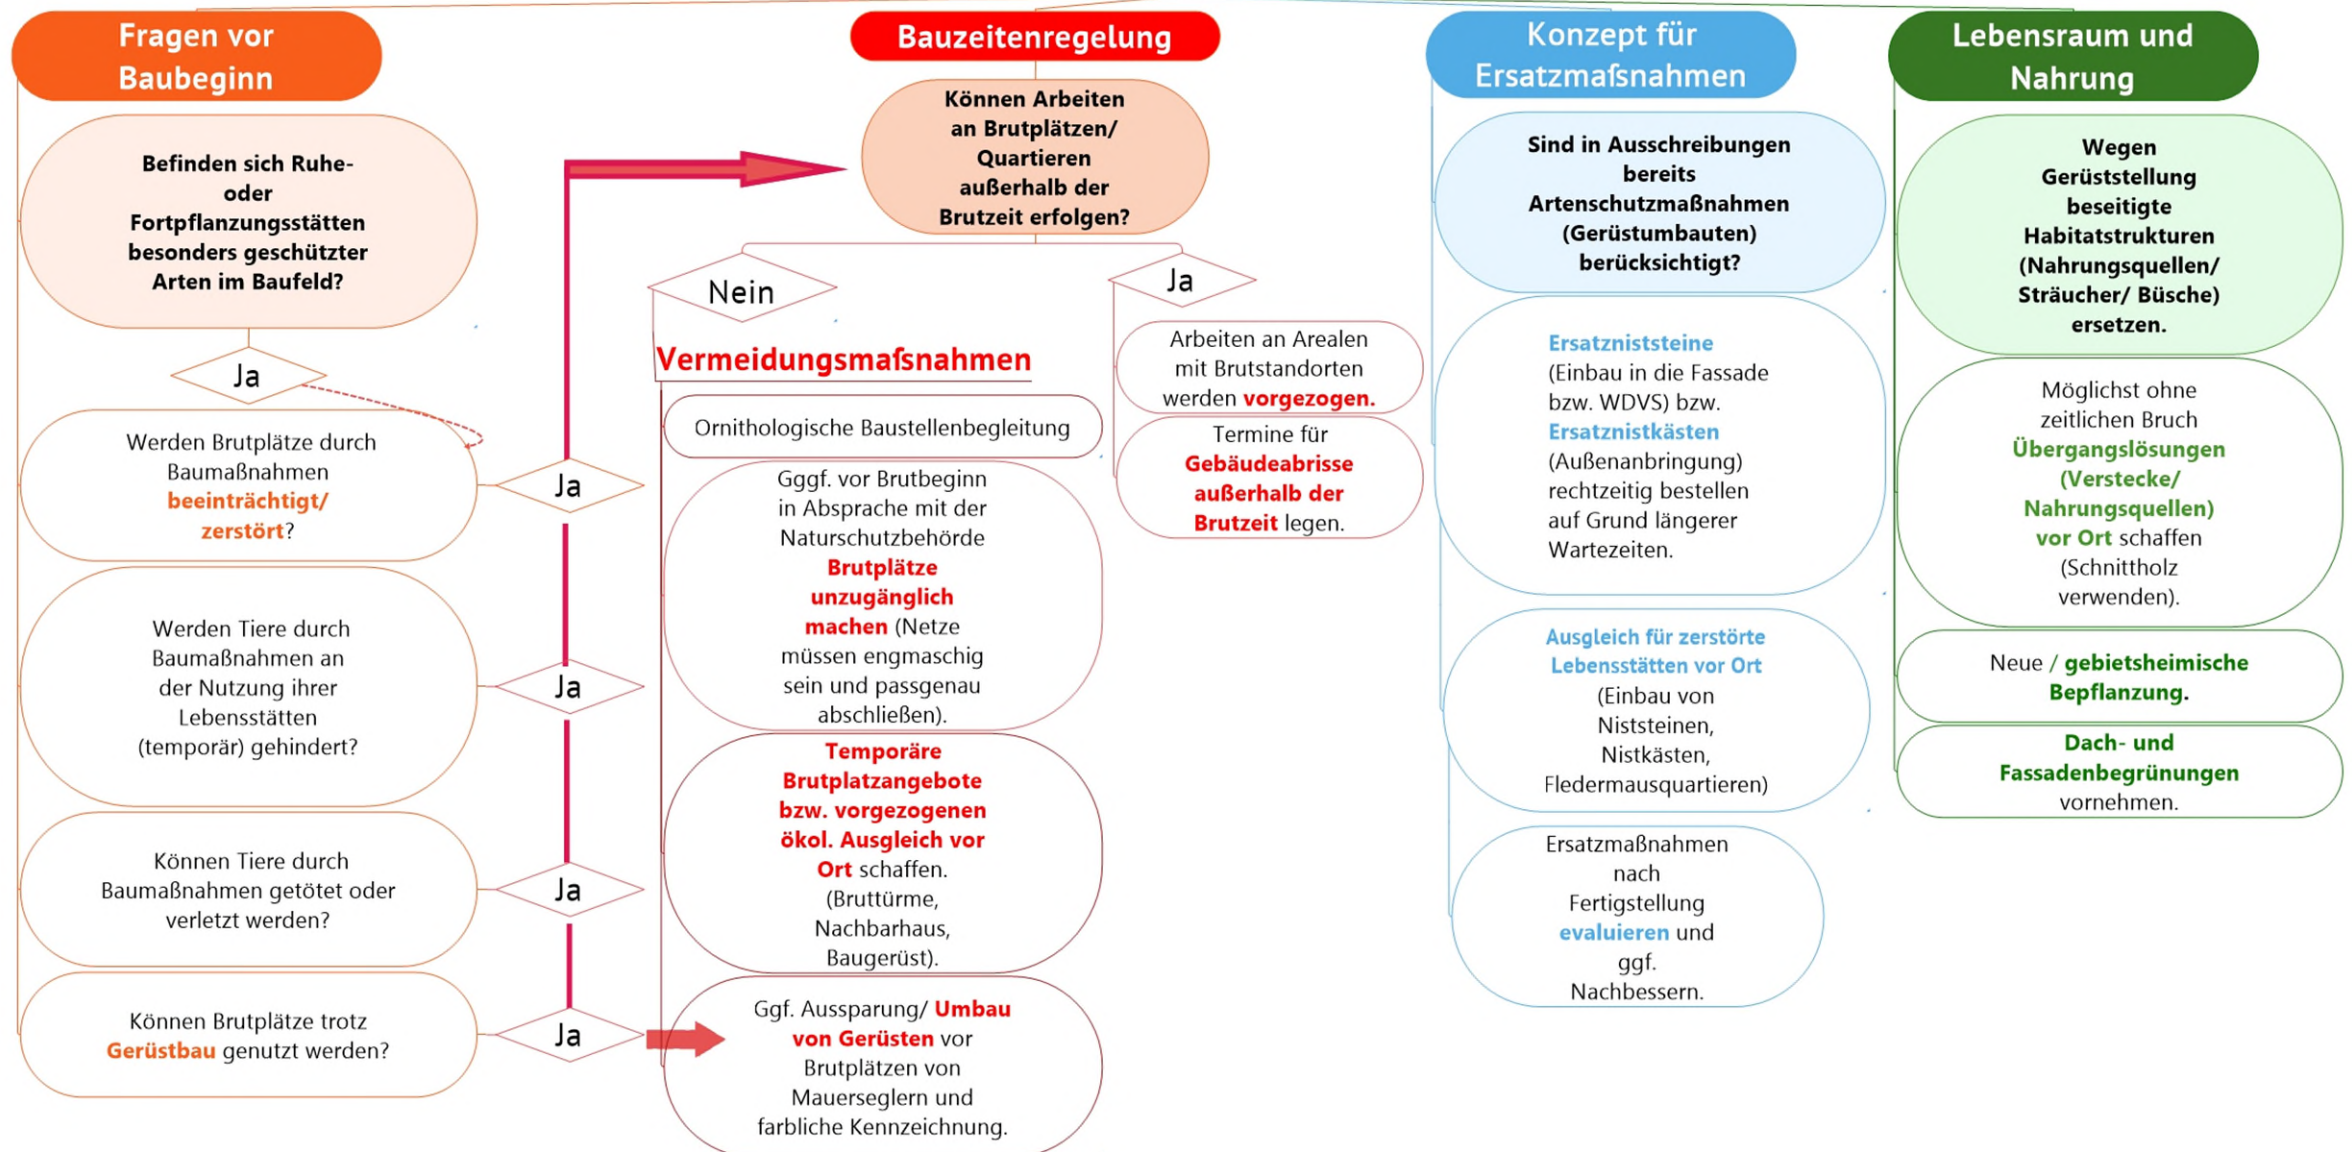 Fragen vor
Baubeginn
Befinden sich Ruhe-
oder
Fortpflanzungsstätten
besonders geschützter
Arten im Baufeld?
Ja
Werden Brutplätze durch
Baumaßnahmen
beeinträchtigt/
zerstört?
Ja
Werden Tiere durch
Baumaßnahmen an
der Nutzung ihrer
Lebensstätten
(temporär) gehindert?
Ja
Können Tiere durch
Baumaßnahmen getötet oder
verletzt werden?
Ja
Können Brutplätze trotz
Gerüstbau genutzt werden?
Ja
Bauzeitenregelung
Können Arbeiten
an Brutplätzen/
Quartieren
außerhalb der
Brutzeit erfolgen?
Nein
Vermeidungsmaßnahmen
Ornithologische Baustellenbegleitung
Gggf. vor Brutbeginn
in Absprache mit der
Naturschutzbehörde
Brutplätze
unzugänglich
machen (Netze
müssen engmaschig
sein und passgenau
abschließen).
Temporäre
Brutplatzangebote
bzw. vorgezogenen
ökol. Ausgleich vor
Ort schaffen.
(Bruttürme,
Nachbarhaus,
Baugerüst).
Ggf. Aussparung/ Umbau
von Gerüsten vor
Brutplätzen von
Mauerseglern und
farbliche Kennzeichnung.
Ja
Arbeiten an Arealen
mit Brutstandorten
werden vorgezogen.
Termine für
Gebäudeabrisse
außerhalb der
Brutzeit legen.
Konzept für
Ersatzmaßnahmen
Sind in Ausschreibungen
bereits
Artenschutzmaßnahmen
(Gerüstumbauten)
berücksichtigt?
Ersatzniststeine
(Einbau in die Fassade
bzw. WDVS) bzw.
Ersatznistkästen
(Außenanbringung)
rechtzeitig bestellen
auf Grund längerer
Wartezeiten.
Ausgleich für zerstörte
Lebensstätten vor Ort
(Einbau von
Niststeinen,
Nistkästen,
Fledermausquartieren)
Ersatzmaßnahmen
nach
Fertigstellung
evaluieren und
ggf.
Nachbessern.
Lebensraum und
Nahrung
Wegen
Gerüststellung
beseitigte
Habitatstrukturen
(Nahrungsquellen/
Sträucher/ Büsche)
ersetzen.
Möglichst ohne
zeitlichen Bruch
Übergangslösungen
(Verstecke/
Nahrungsquellen)
vor Ort schaffen
(Schnittholz
verwenden).
Neue / gebietsheimische
Bepflanzung.
Dach- und
Fassadenbegrünungen
vornehmen.